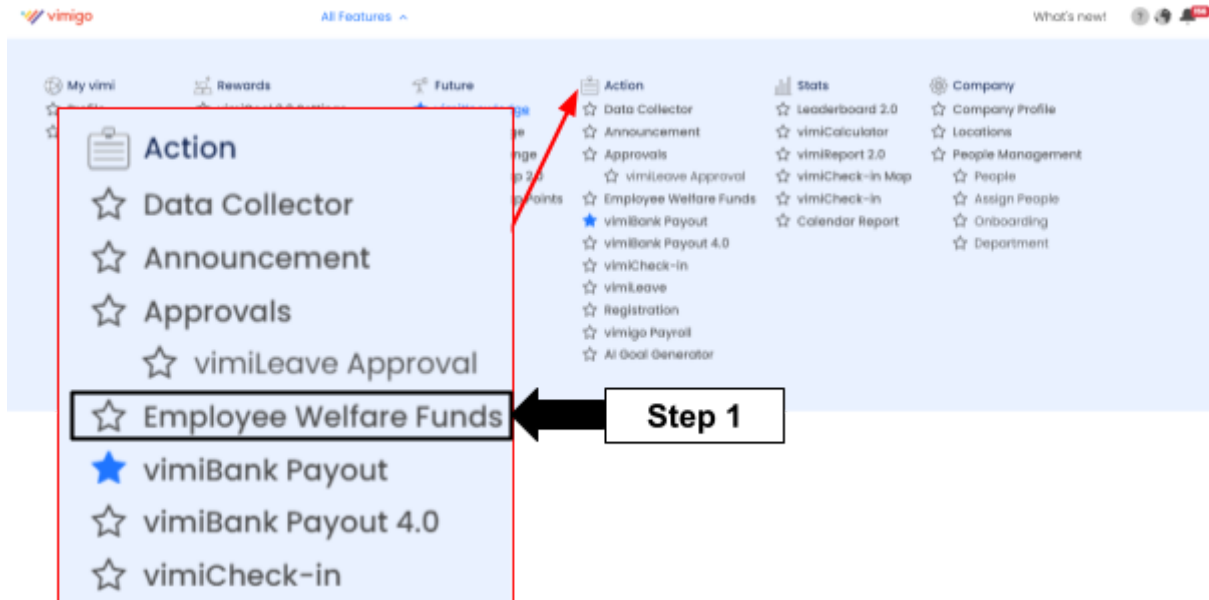 vimigo
All Features
What's new!
My vimi
Rewards
Future
Action
Data Collector
Announcement
Approvals
vimiLeave Approval
Employee Welfare Funds
vimiBank Payout
vimiBank Payout 4.0
vimiCheck-in
vimiLeave
Registration
vimigo Payroll
AI Goal Generator
Stats
Leaderboard 2.0
vimiCalculator
vimiReport 2.0
vimiCheck-in Map
vimiCheck-in
Calendar Report
Company
Company Profile
Locations
People Management
People
Assign People
Onboarding
Department
Action
Data Collector
Announcement
Approvals
vimiLeave Approval
Employee Welfare Funds
vimiBank Payout
vimiBank Payout 4.0
vimiCheck-in
Step 1